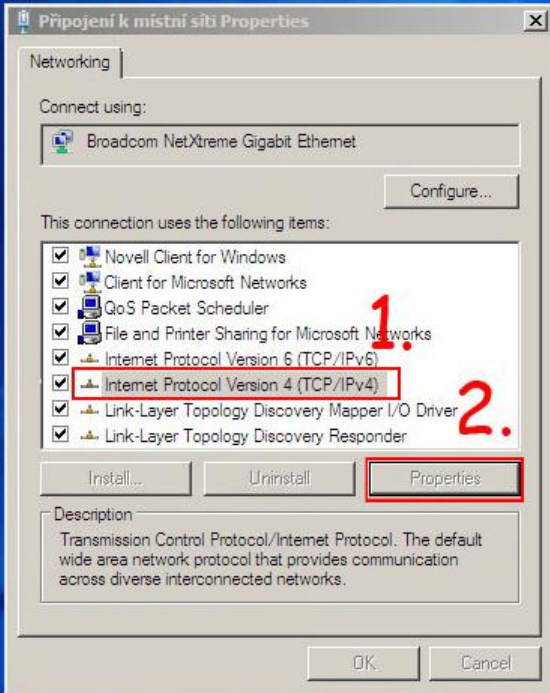 Připojení k místní síti Properties
Networking
Connect using:
Broadcom NetXtreme Gigabit Ethernet
Configure...
This connection uses the following items:
Novell Client for Windows
Client for Microsoft Networks
QoS Packet Scheduler
File and Printer Sharing for Microsoft Networks
1.
Internet Protocol Version 6 (TCP/IPv6)
Internet Protocol Version 4 (TCP/IPv4)
Link-Layer Topology Discovery Mapper I/O Driver
2.
Link-Layer Topology Discovery Responder
Install...
Uninstall
Properties
Description
Transmission Control Protocol/Internet Protocol. The default
wide area network protocol that provides communication
across diverse interconnected networks.
OK
Cancel